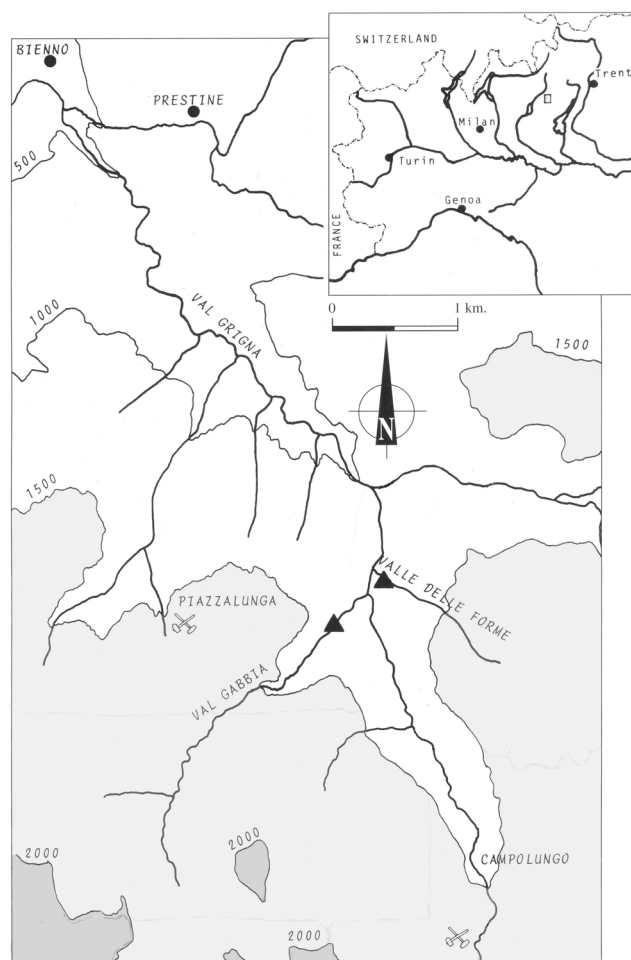 BIENNO
PRESTINE
500
SWITZERLAND
Trent
Milan
Turin
Genoa
FRANCE
0 1 km.
VAL GRIGNA
1000
1500
N
1500
VALLE DELLE FORME
PIAZZALUNGA
VAL GABBIA
2000
2000
CAMPOLUNGO
2000